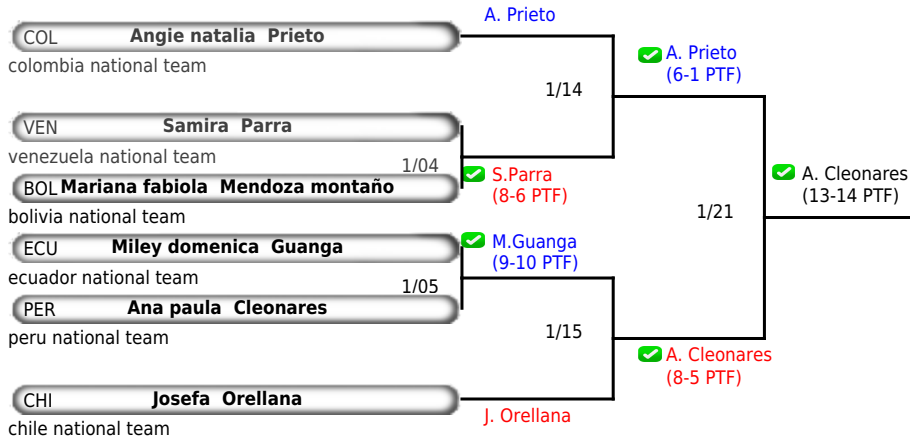 A. Prieto
COL Angie natalia Prieto
colombia national team
A. Prieto
(6-1 PTF)
1/14
VEN Samira Parra
venezuela national team
1/04
S.Parra
(8-6 PTF)
BOL Mariana fabiola Mendoza montaño
bolivia national team
A. Cleonares
(13-14 PTF)
1/21
ECU Miley domenica Guanga
ecuador national team
M.Guanga
(9-10 PTF)
1/05
PER Ana paula Cleonares
peru national team
1/15
A. Cleonares
(8-5 PTF)
CHI Josefa Orellana
chile national team
J. Orellana